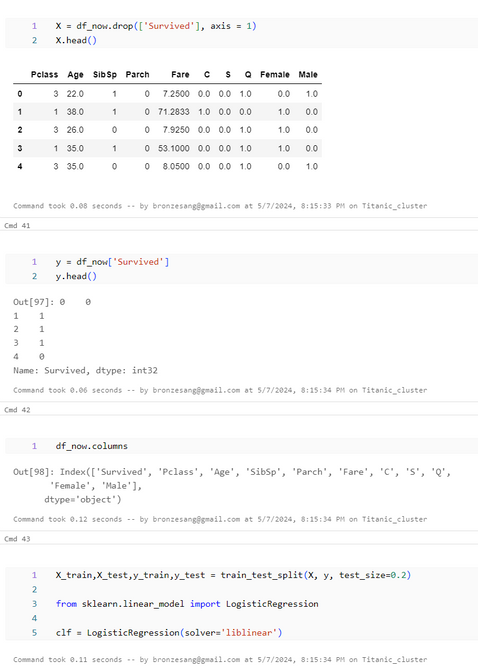 1 X = df_now.drop(['Survived'], axis = 1)
2 X.head()
Pclass Age SibSp Parch Fare C S Q Female Male
0 3 22.0 1 0 7.2500 0.0 0.0 1.0 0.0 1.0
1 1 38.0 1 0 71.2833 1.0 0.0 0.0 1.0 0.0
2 3 26.0 0 0 7.9250 0.0 0.0 1.0 1.0 0.0
3 1 35.0 1 0 53.1000 0.0 0.0 1.0 1.0 0.0
4 3 35.0 0 0 8.0500 0.0 0.0 1.0 0.0 1.0
Command took 0.08 seconds -- by bronzesang@gmail.com at 5/7/2024, 8:15:33 PM on Titanic_cluster
Cmd 41
1 y = df_now['Survived']
2 y.head()
Out[97]: 0 0
1 1
2 1
3 1
4 0
Name: Survived, dtype: int32
Command took 0.06 seconds -- by bronzesang@gmail.com at 5/7/2024, 8:15:34 PM on Titanic_cluster
Cmd 42
1 df_now.columns
Out[98]: Index(['Survived', 'Pclass', 'Age', 'SibSp', 'Parch', 'Fare', 'C', 'S', 'Q',
'Female', 'Male'],
dtype='object')
Command took 0.12 seconds -- by bronzesang@gmail.com at 5/7/2024, 8:15:34 PM on Titanic_cluster
Cmd 43
1 X_train,X_test,y_train,y_test = train_test_split(X, y, test_size=0.2)
2
3 from sklearn.linear_model import LogisticRegression
4
5 clf = LogisticRegression(solver='liblinear')
Command took 0.11 seconds -- by bronzesang@gmail.com at 5/7/2024, 8:15:34 PM on Titanic_cluster